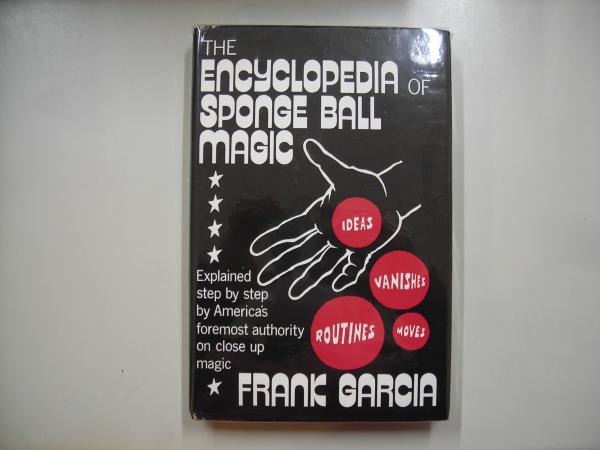 THE
ENCYCLOPEDIA OF
SPONGE BALL
MAGIC
IDEAS
VANISHES
ROUTINES
MOVES
Explained
step by step
by America's
foremost authority
on close up
magic
FRANK GARCIA